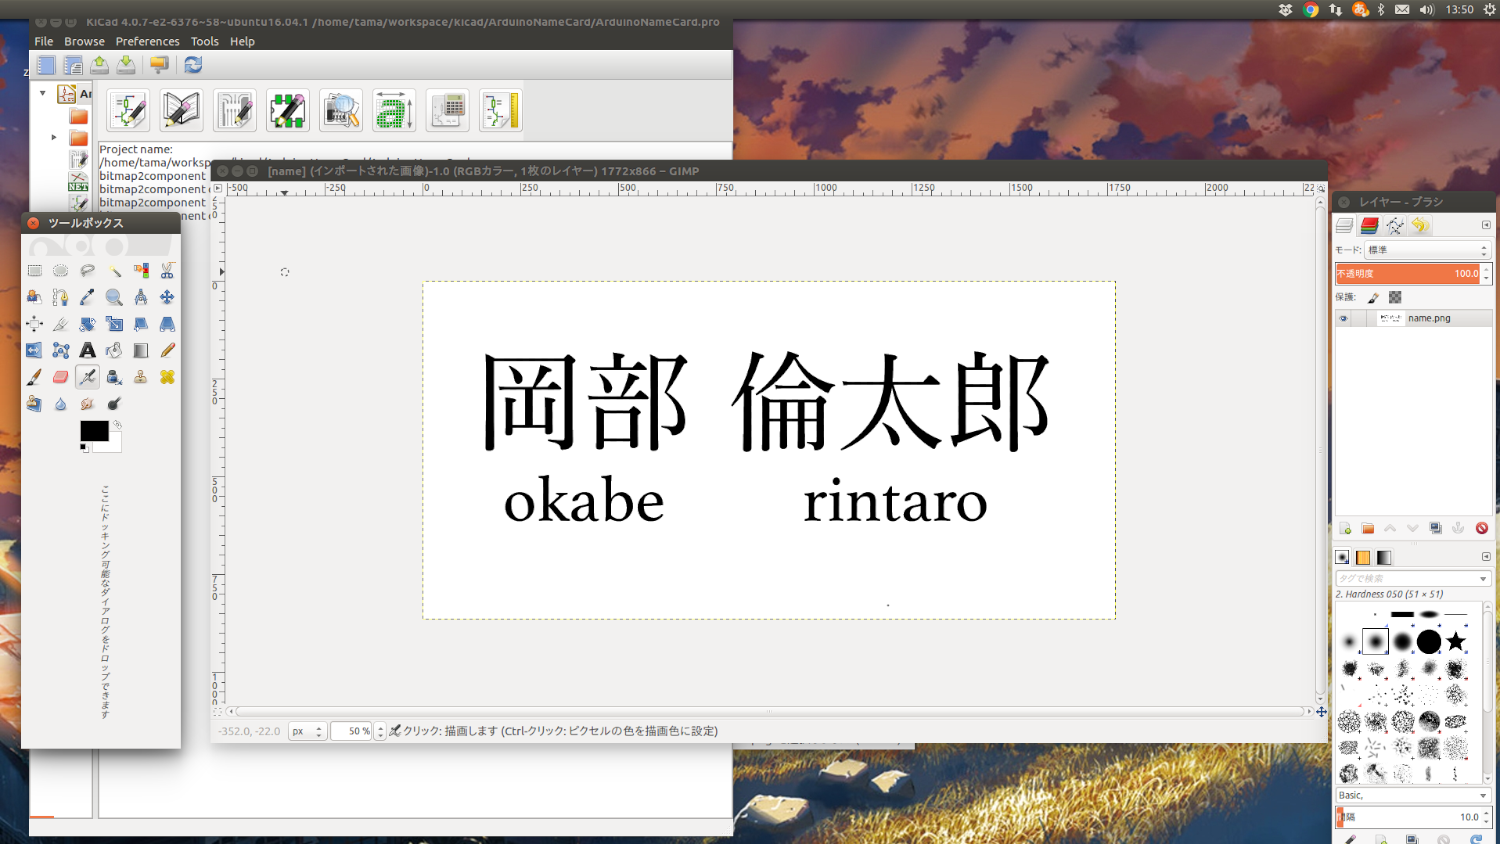 KiCad 4.0.7-e2-6376~58~ubuntu16.04.1 /home/tama/workspace/kicad/ArduinoNameCard/ArduinoNameCard.pro
13:50
File Browse Preferences Tools Help
Project name:
/home/tama/workspa
bitmap2component
bitmap2component
bitmap2component
bitmap2component
NET
[name] (インポートされた画像)-1.0 (RGBカラー, 1枚のレイヤー) 1772x866 – GIMP
-500 -250 0 250 500 750 1000 1250 1500 1750 2000
0
250
500
750
1000
ツールボックス
ここにドッキング可能なダイアログをドロップできます
岡部 倫太郎
okabe rintaro
-352.0, -22.0 px 50 % クリック: 描画します (Ctrl-クリック: ピクセルの色を描画色に設定)
レイヤー - ブラシ
モード: 標準
不透明度 100.0
保護:
name.png
タグで検索
2. Hardness 050 (51 × 51)
Basic,
間隔 10.0